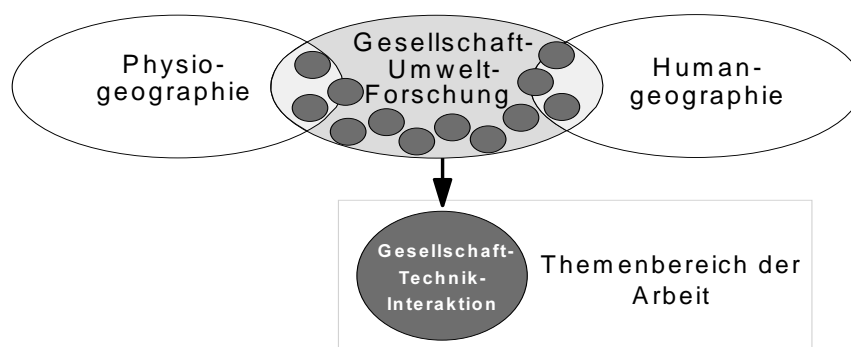 Physio-
geographie
Gesellschaft-
Umwelt-
Forschung
Human-
geographie
Gesellschaft-
Technik-
Interaktion
Themenbereich der
Arbeit